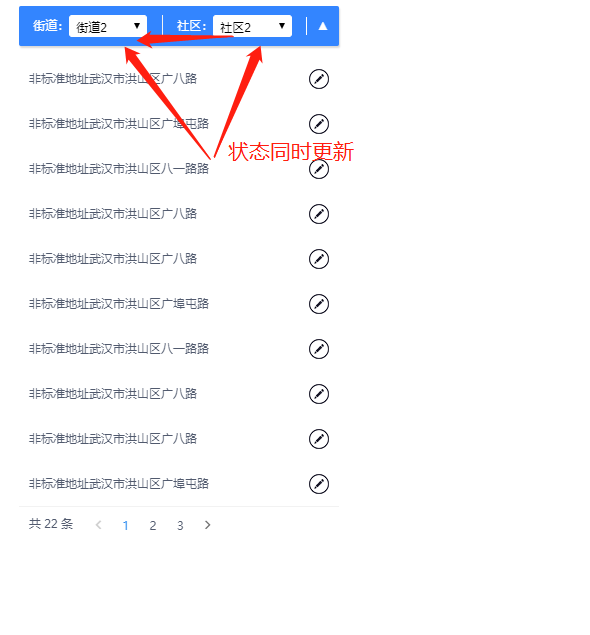 街道: 街道2 社区: 社区2
非标准地址武汉市洪山区广八路
非标准地址武汉市洪山区广埠屯路
状态同时更新
非标准地址武汉市洪山区八一路路
非标准地址武汉市洪山区广八路
非标准地址武汉市洪山区广八路
非标准地址武汉市洪山区广埠屯路
非标准地址武汉市洪山区八一路路
非标准地址武汉市洪山区广八路
非标准地址武汉市洪山区广八路
非标准地址武汉市洪山区广埠屯路
共 22 条 1 2 3